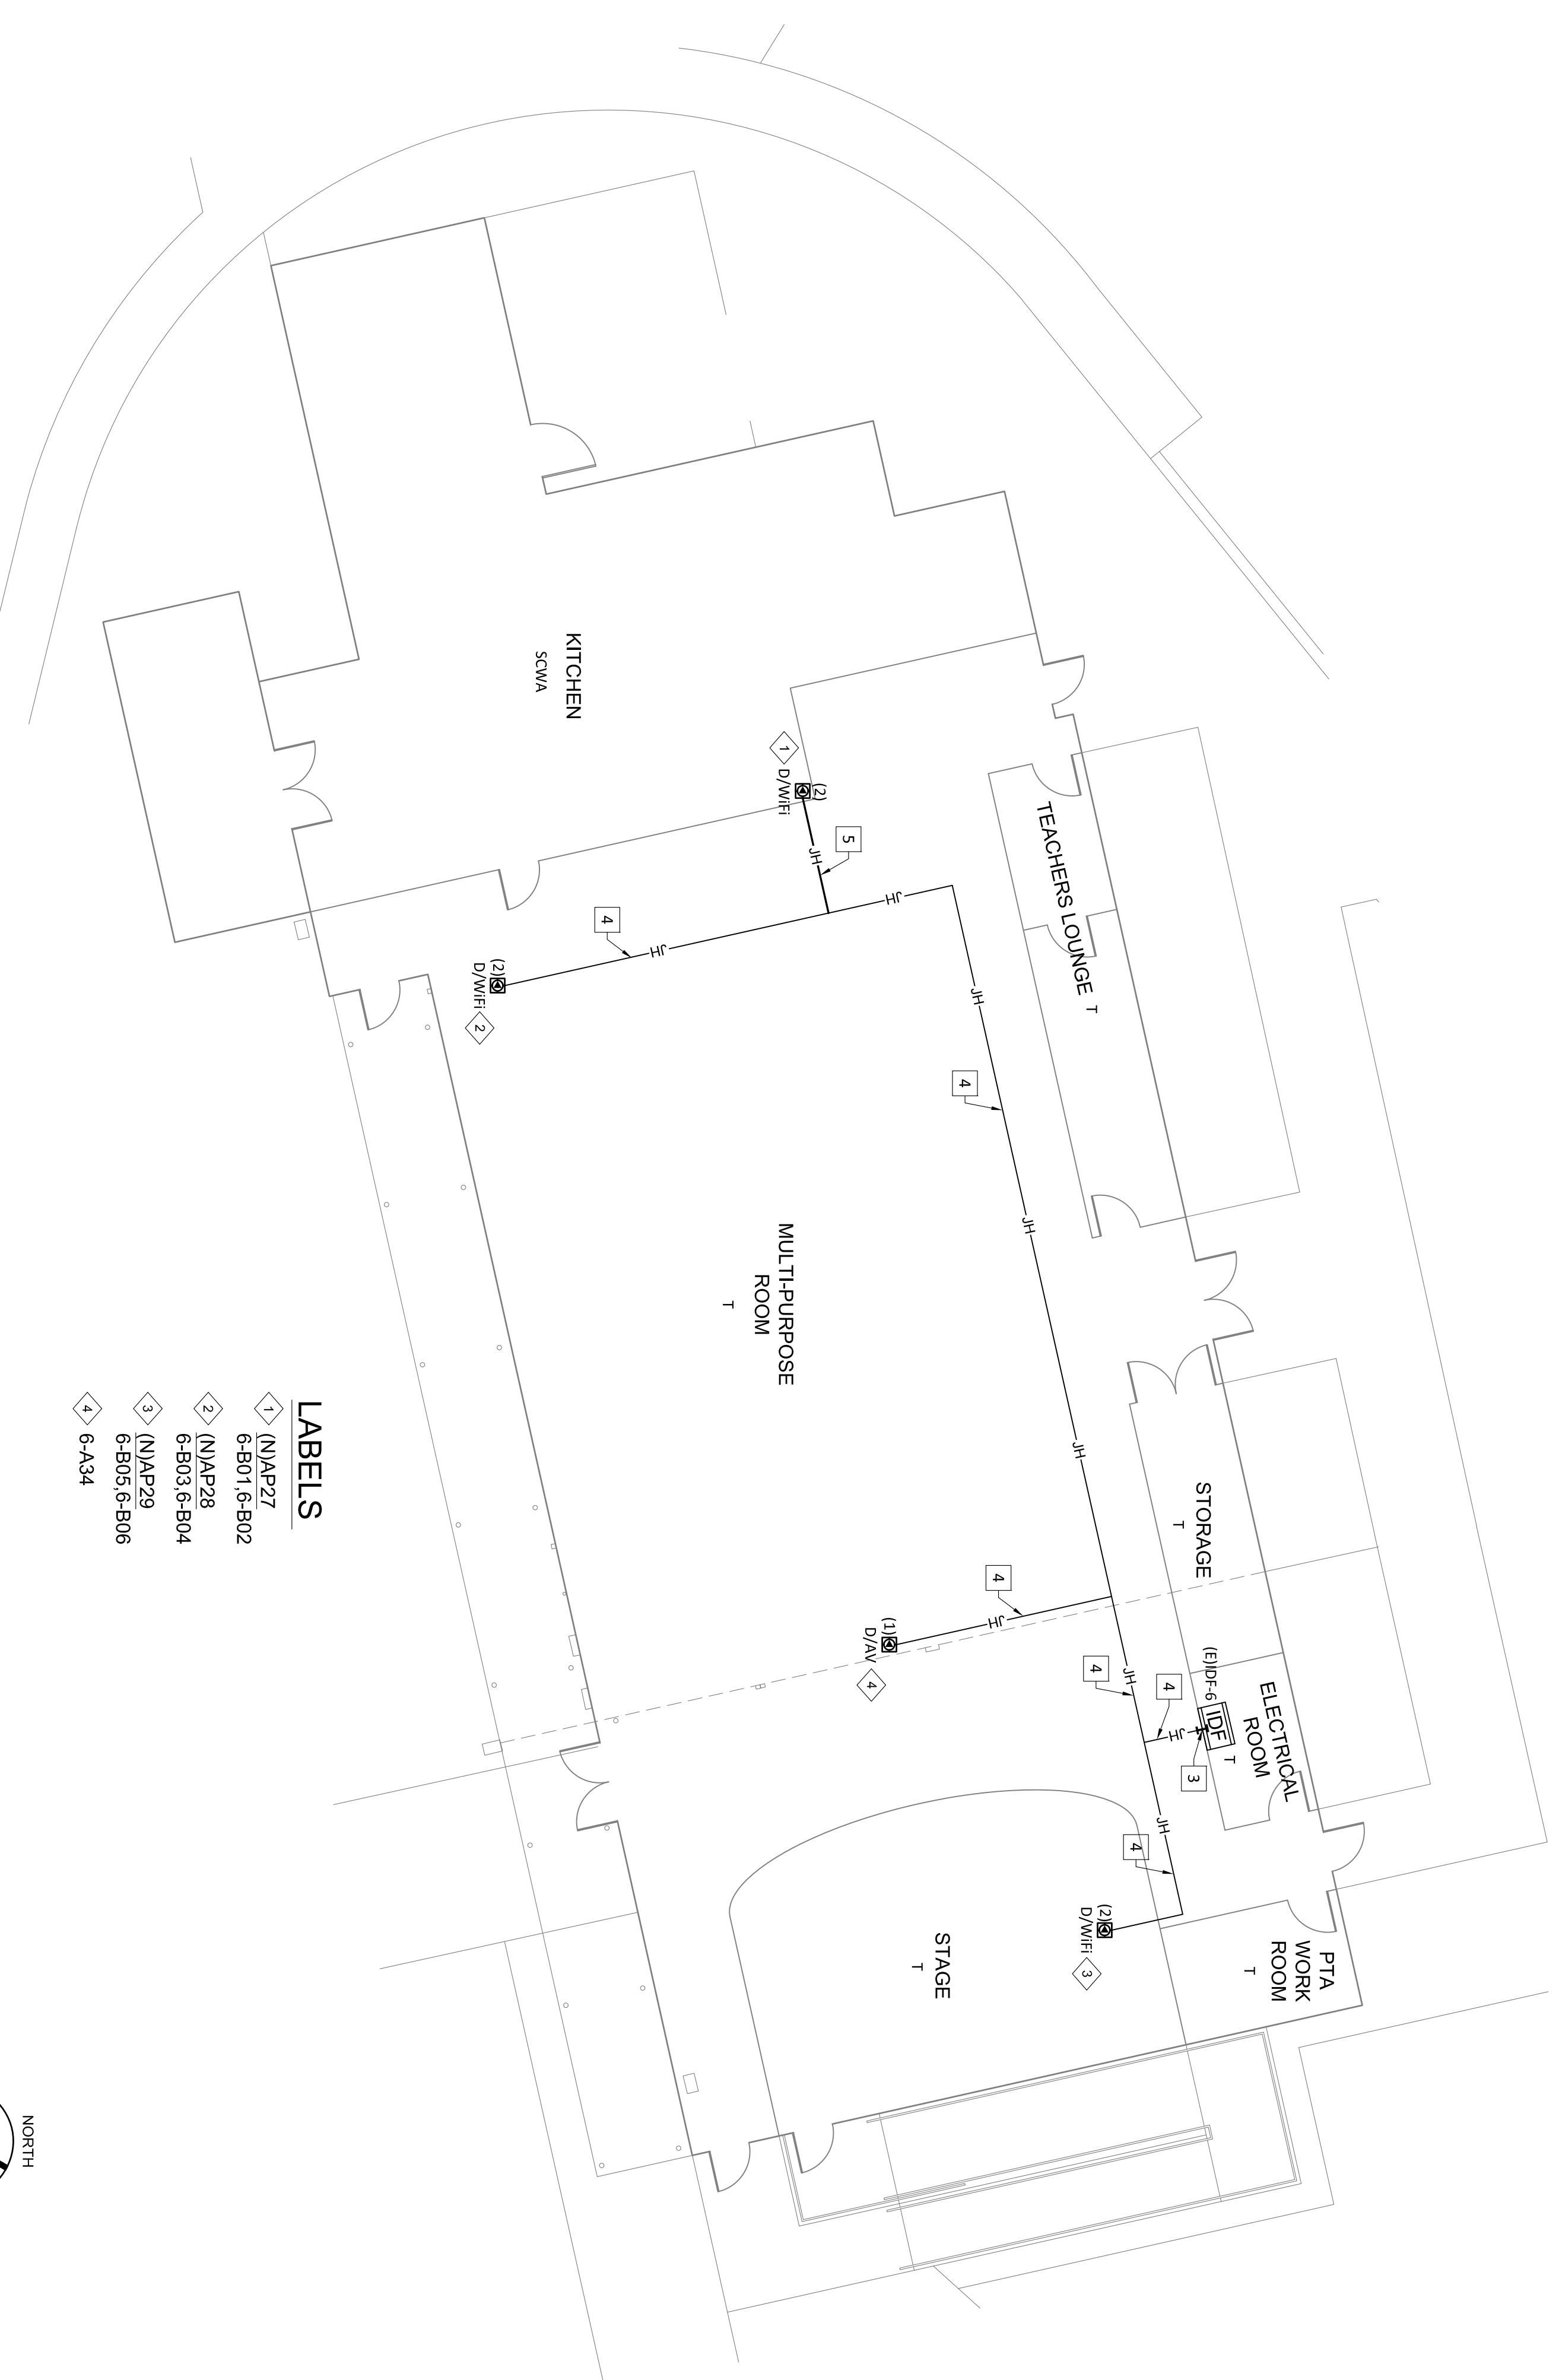 TEACHERS LOUNGE
T
KITCHEN
SCWA
1
D/WiFi
(2)
5
JH
JH
4
JH
(2)
D/WiFi
2
JH
4
JH
MULTI-PURPOSE
ROOM
T
JH
STORAGE
T
4
JH
(1)
D/AV
4
JH
4
4
JH
(E)IDF-6
IDF
T
3
ELECTRICAL
ROOM
JH
4
(2)
D/WiFi
3
STAGE
T
PTA
WORK
ROOM
T
LABELS
1 (N)AP27
6-B01,6-B02
2 (N)AP28
6-B03,6-B04
3 (N)AP29
6-B05,6-B06
4 6-A34
NORTH